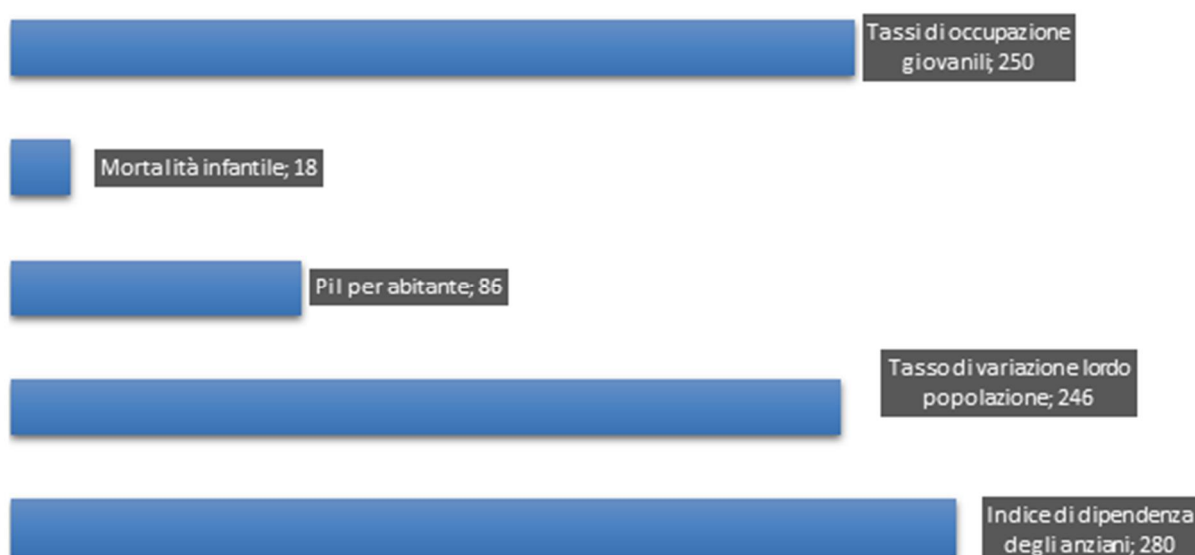 Tassi di occupazione
giovanili; 250
Mortalità infantile; 18
Pil per abitante; 86
Tasso di variazione lordo
popolazione; 246
Indice di dipendenza
degli anziani; 280